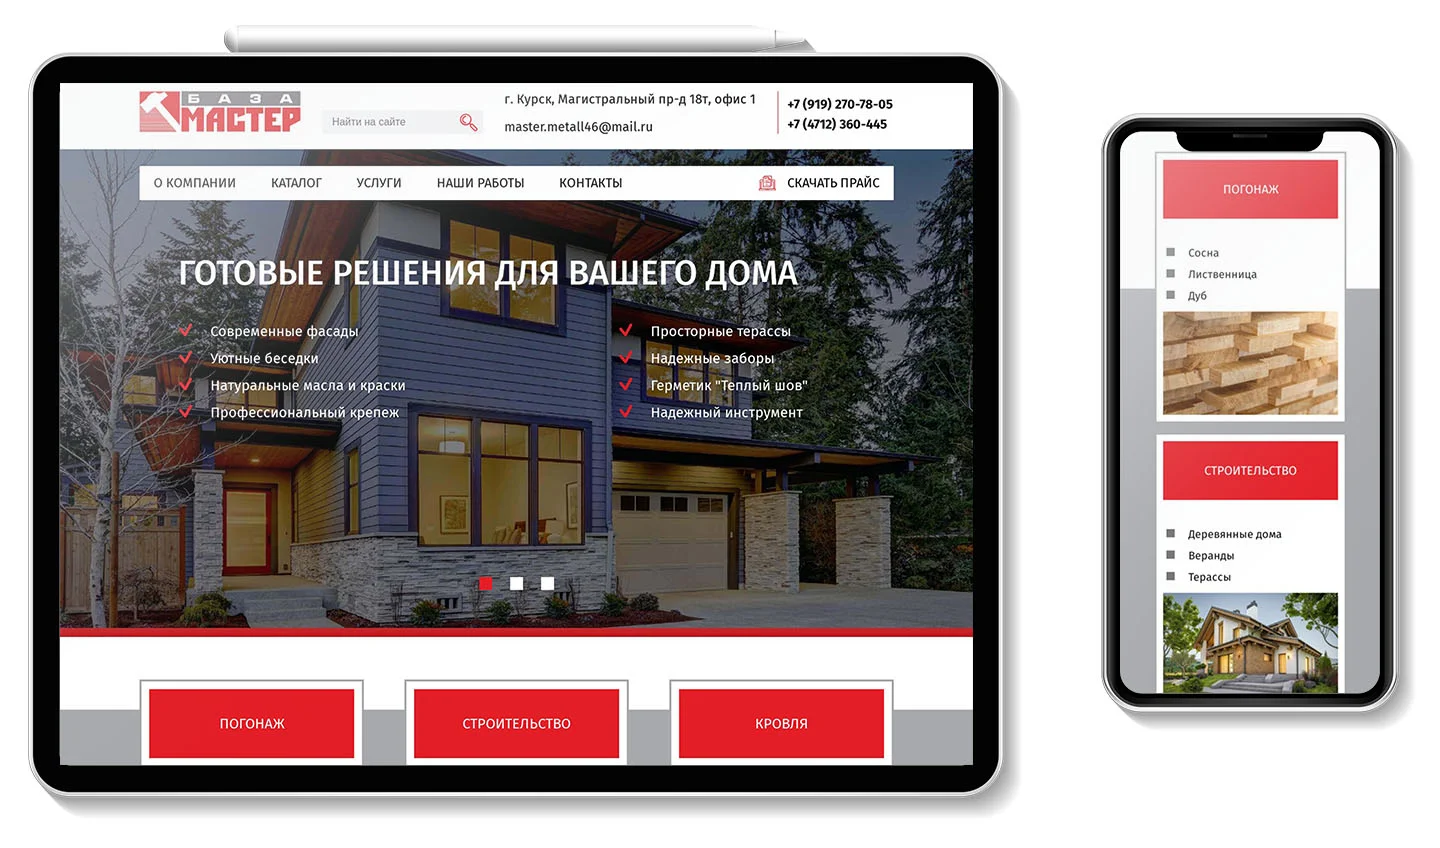 БАЗА
МАСТЕР
Найти на сайте
г. Курск, Магистральный пр-д 18т, офис 1
master.metall46@mail.ru
+7 (919) 270-78-05
+7 (4712) 360-445
О КОМПАНИИ КАТАЛОГ УСЛУГИ НАШИ РАБОТЫ КОНТАКТЫ СКАЧАТЬ ПРАЙС
ГОТОВЫЕ РЕШЕНИЯ ДЛЯ ВАШЕГО ДОМА
Современные фасады
Уютные беседки
Натуральные масла и краски
Профессиональный крепеж
Просторные терассы
Надежные заборы
Герметик "Теплый шов"
Надежный инструмент
ПОГОНАЖ
СТРОИТЕЛЬСТВО
КРОВЛЯ
ПОГОНАЖ
Сосна
Лиственница
Дуб
СТРОИТЕЛЬСТВО
Деревянные дома
Веранды
Терассы